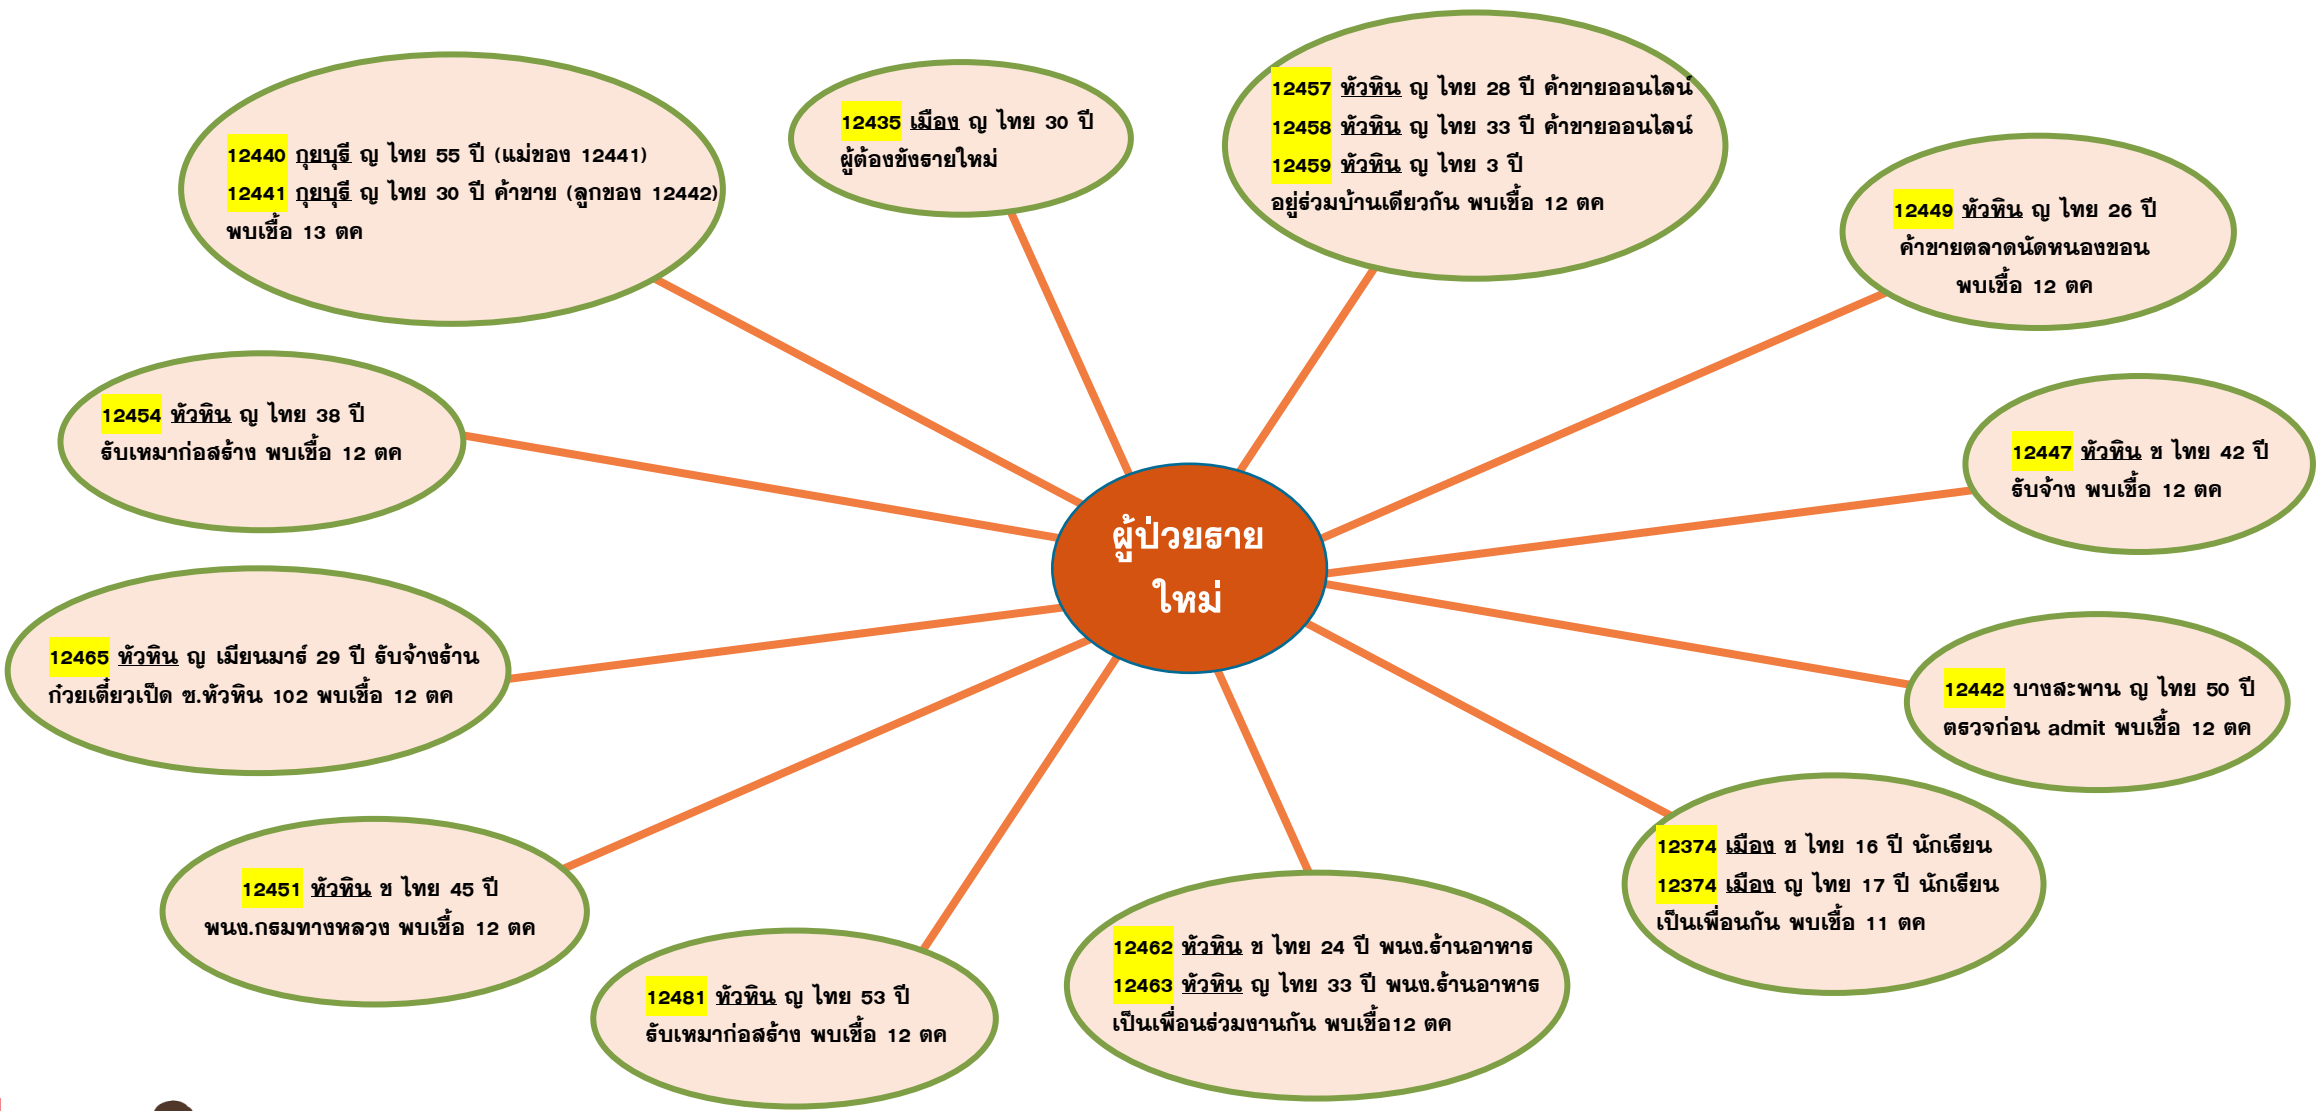 12440 กุยบุรี ญ ไทย 55 ปี (แม่ของ 12441)
12441 กุยบุรี ญ ไทย 30 ปี ค้าขาย (ลูกของ 12442)
พบเชื้อ 13 ตค
12435 เมือง ญ ไทย 30 ปี
ผู้ต้องขังรายใหม่
12457 หัวหิน ญ ไทย 28 ปี ค้าขายออนไลน์
12458 หัวหิน ญ ไทย 33 ปี ค้าขายออนไลน์
12459 หัวหิน ญ ไทย 3 ปี
อยู่ร่วมบ้านเดียวกัน พบเชื้อ 12 ตค
12449 หัวหิน ญ ไทย 26 ปี
ค้าขายตลาดนัดหนองขอน
พบเชื้อ 12 ตค
12454 หัวหิน ญ ไทย 38 ปี
รับเหมาก่อสร้าง พบเชื้อ 12 ตค
12447 หัวหิน ช ไทย 42 ปี
รับจ้าง พบเชื้อ 12 ตค
ผู้ป่วยราย
ใหม่
12465 หัวหิน ญ เมียนมาร์ 29 ปี รับจ้างร้าน
ก๋วยเตี๋ยวเป็ด ซ.หัวหิน 102 พบเชื้อ 12 ตค
12442 บางสะพาน ญ ไทย 50 ปี
ตรวจก่อน admit พบเชื้อ 12 ตค
12374 เมือง ช ไทย 16 ปี นักเรียน
12374 เมือง ญ ไทย 17 ปี นักเรียน
เป็นเพื่อนกัน พบเชื้อ 11 ตค
12451 หัวหิน ช ไทย 45 ปี
พนง.กรมทางหลวง พบเชื้อ 12 ตค
12481 หัวหิน ญ ไทย 53 ปี
รับเหมาก่อสร้าง พบเชื้อ 12 ตค
12462 หัวหิน ช ไทย 24 ปี พนง.ร้านอาหาร
12463 หัวหิน ญ ไทย 33 ปี พนง.ร้านอาหาร
เป็นเพื่อนร่วมงานกัน พบเชื้อ12 ตค